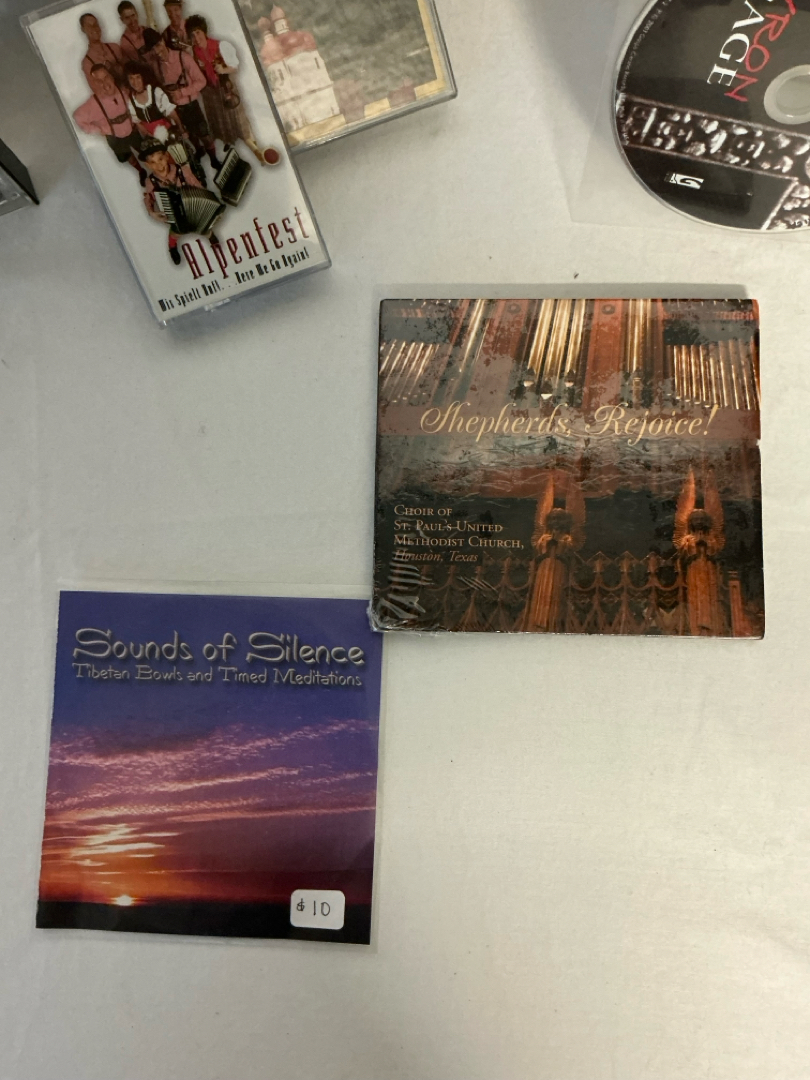 Alpenfest
Wir Spielt Auf!. . .Here We Go Again!
AGE
Shepherds, Rejoice!
Choir of
St. Paul's United
Methodist Church,
Houston, Texas
Sounds of Silence
Tibetan Bowls and Timed Meditations
$10